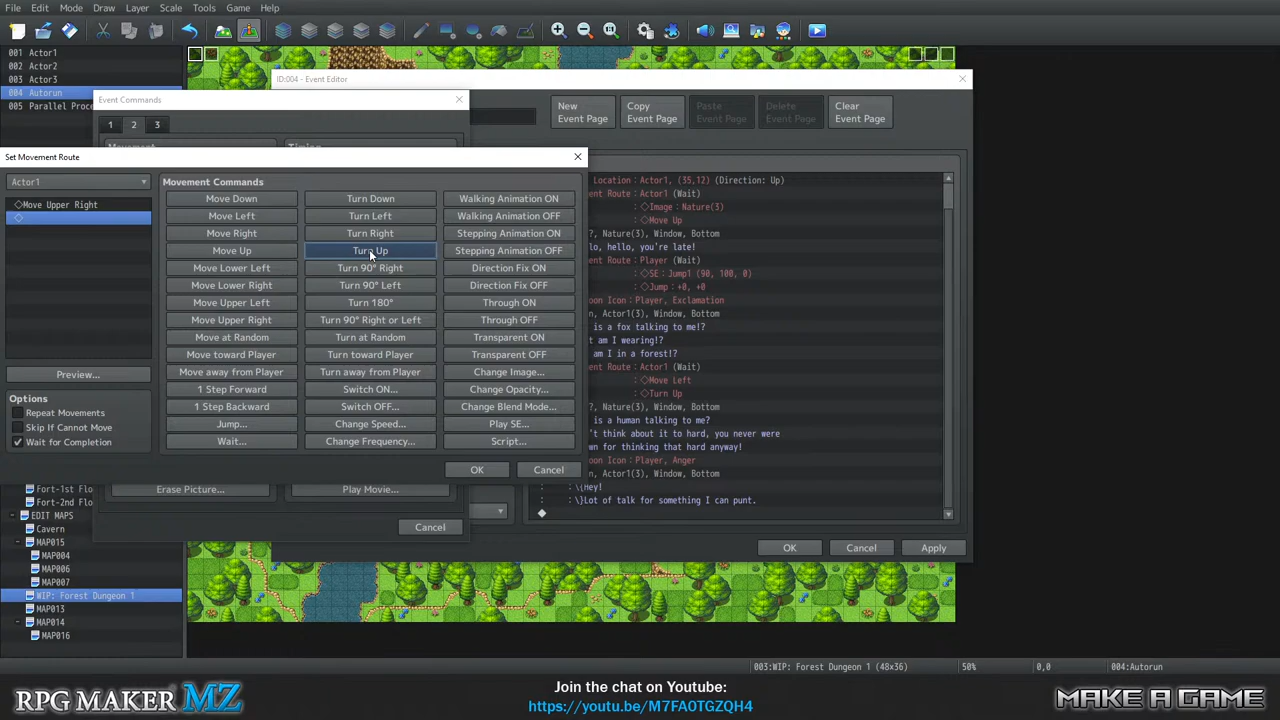 File Edit Mode Draw Layer Scale Tools Game Help
001 Actor1
002 Actor2
003 Actor3
004 Autorun
005 Parallel Proce
ID:004 - Event Editor
Event Commands
1 2 3
New Event Page
Copy Event Page
Paste Event Page
Delete Event Page
Clear Event Page
Set Movement Route
Actor1
◇Move Upper Right
◇
Preview...
Options
Repeat Movements
Skip If Cannot Move
Wait for Completion
Movement Commands
Move Down Turn Down Walking Animation ON
Move Left Turn Left Walking Animation OFF
Move Right Turn Right Stepping Animation ON
Move Up Turn Up Stepping Animation OFF
Move Lower Left Turn 90° Right Direction Fix ON
Move Lower Right Turn 90° Left Direction Fix OFF
Move Upper Left Turn 180° Through ON
Move Upper Right Turn 90° Right or Left Through OFF
Move at Random Turn at Random Transparent ON
Move toward Player Turn toward Player Transparent OFF
Move away from Player Turn away from Player Change Image...
1 Step Forward Switch ON... Change Opacity...
1 Step Backward Switch OFF... Change Blend Mode...
Jump... Change Speed... Play SE...
Wait... Change Frequency... Script...
OK Cancel
Location：Actor1, (35,12) (Direction: Up)
ent Route：Actor1 (Wait)
：◇Image：Nature(3)
：◇Move Up
?, Nature(3), Window, Bottom
lo, hello, you're late!
ent Route：Player (Wait)
：◇SE：Jump1 (90, 100, 0)
：◇Jump：+0, +0
oon Icon：Player, Exclamation
n, Actor1(3), Window, Bottom
is a fox talking to me!?
t am I wearing!?
am I in a forest!?
ent Route：Actor1 (Wait)
：◇Move Left
：◇Turn Up
?, Nature(3), Window, Bottom
is a human talking to me?
't think about it to hard, you never were
wn for thinking that hard anyway!
oon Icon：Player, Anger
n, Actor1(3), Window, Bottom
： ：\{Hey!
： ：\}Lot of talk for something I can punt.
◆
Erase Picture... Play Movie...
Cancel
OK Cancel Apply
Fort-1st Flo
Fort-2nd Flo
EDIT MAPS
Cavern
MAP015
MAP004
MAP006
MAP007
WIP: Forest Dungeon 1
MAP013
MAP014
MAP016
003:WIP: Forest Dungeon 1 (48x36) 50% 0,0 004:Autorun
RPG MAKER MZ
Join the chat on Youtube:
https://youtu.be/M7FA0TGZQH4
MAKE A GAME